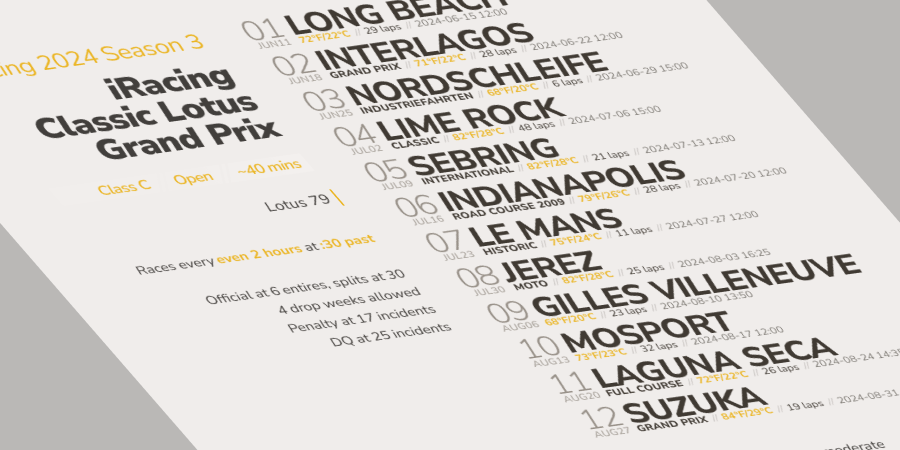 ing 2024 Season 3
iRacing
Classic Lotus
Grand Prix
Class C Open ~40 mins
Lotus 79
Races every even 2 hours at :30 past
Official at 6 entires, splits at 30
4 drop weeks allowed
Penalty at 17 incidents
DQ at 25 incidents
01 LONG BEACH
JUN11 72°F/22°C // 29 laps // 2024-06-15 12:00
02 INTERLAGOS
JUN18 GRAND PRIX // 71°F/22°C // 28 laps // 2024-06-22 12:00
03 NORDSCHLEIFE
JUN25 INDUSTRIEFAHRTEN // 68°F/20°C // 6 laps // 2024-06-29 15:00
04 LIME ROCK
JUL02 CLASSIC // 82°F/28°C // 48 laps // 2024-07-06 15:00
05 SEBRING
JUL09 INTERNATIONAL // 82°F/28°C // 21 laps // 2024-07-13 12:00
06 INDIANAPOLIS
JUL16 ROAD COURSE 2009 // 79°F/26°C // 28 laps // 2024-07-20 12:00
07 LE MANS
JUL23 HISTORIC // 75°F/24°C // 11 laps // 2024-07-27 12:00
08 JEREZ
JUL30 MOTO // 82°F/28°C // 25 laps // 2024-08-03 16:25
09 GILLES VILLENEUVE
AUG06 66°F/20°C // 23 laps // 2024-08-10 13:50
10 MOSPORT
AUG13 73°F/23°C // 32 laps // 2024-08-17 12:00
11 LAGUNA SECA
AUG20 FULL COURSE // 72°F/22°C // 26 laps // 2024-08-24 14:35
12 SUZUKA
AUG27 GRAND PRIX // 84°F/29°C // 19 laps // 2024-08-31
moderate